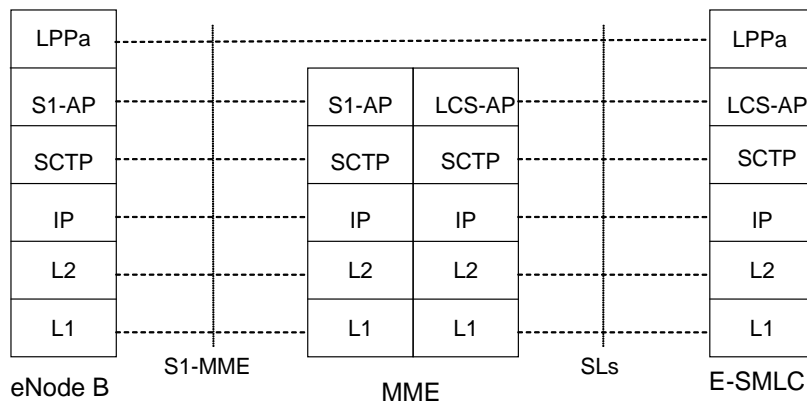 LPPa LPPa
S1-AP S1-AP LCS-AP LCS-AP
SCTP SCTP SCTP SCTP
IP IP IP IP
L2 L2 L2 L2
L1 L1 L1 L1
S1-MME SLs
eNode B MME E-SMLC